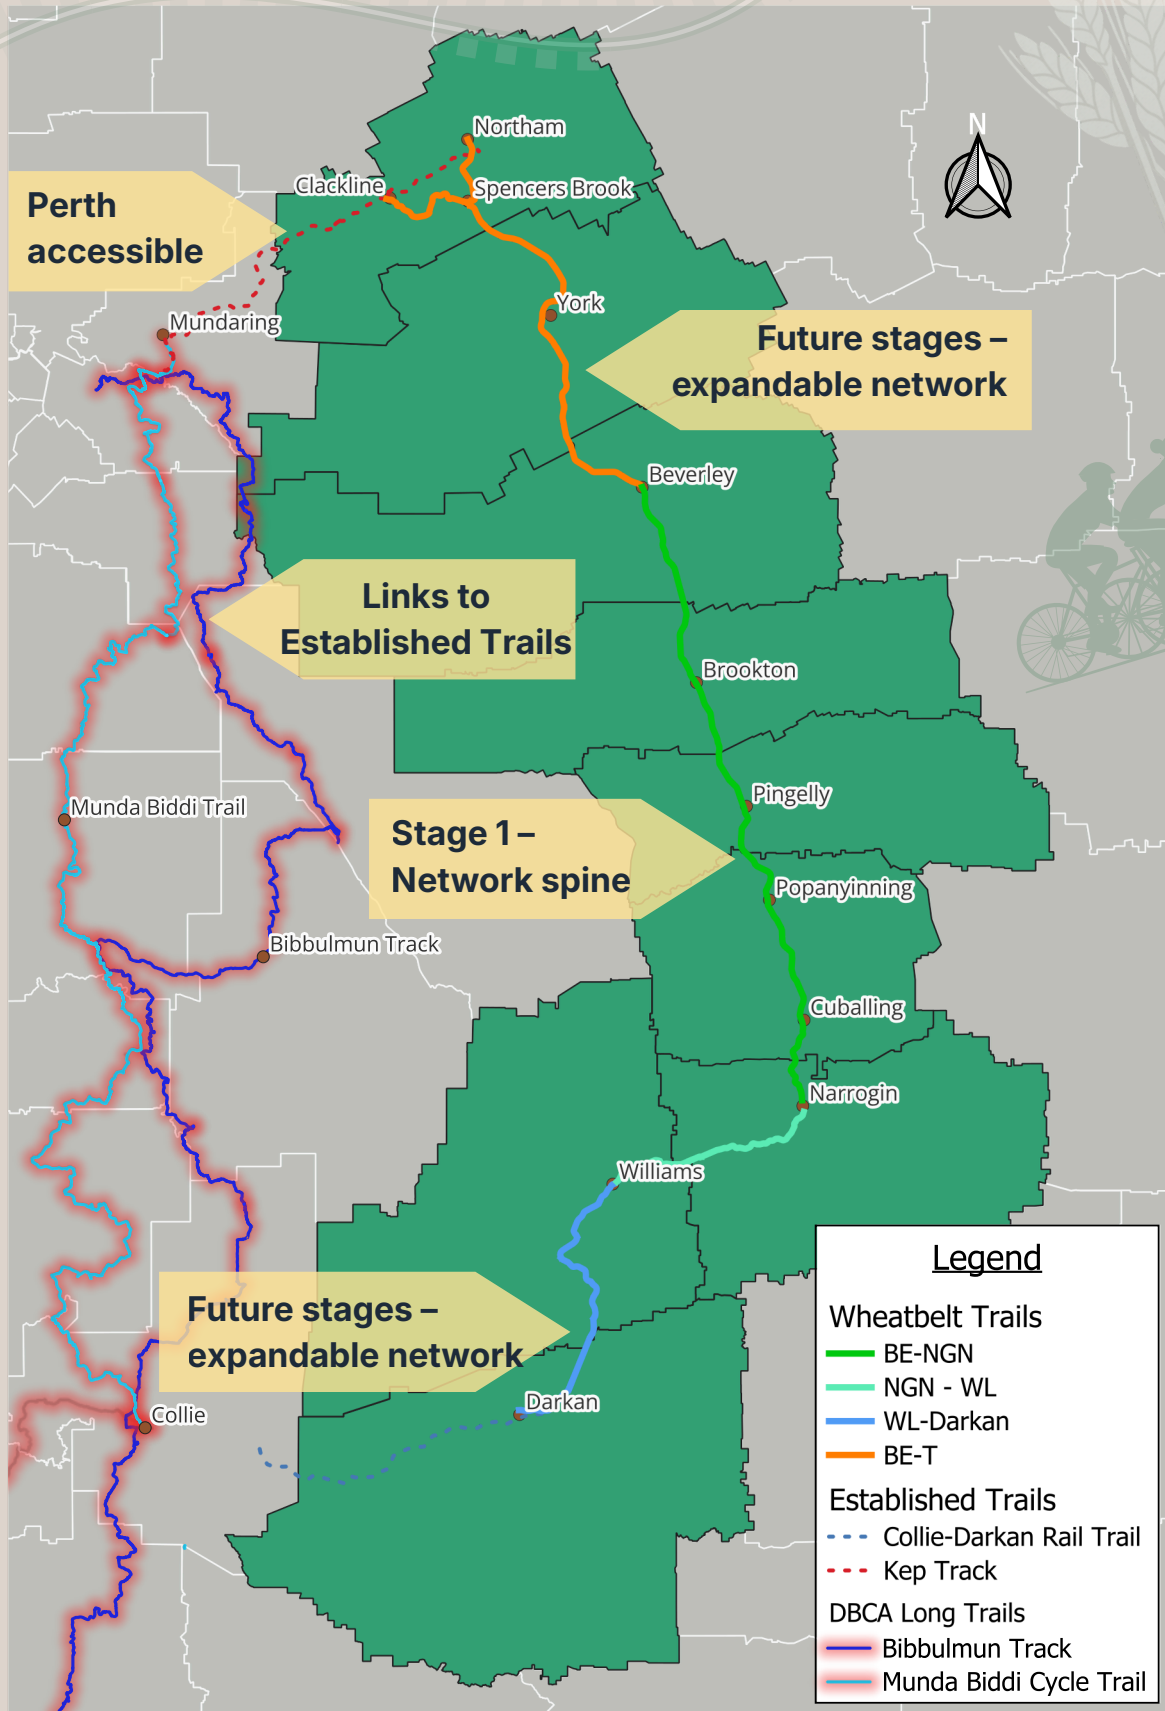 N
Northam
Clackline
Spencers Brook
Perth
accessible
York
Mundaring
Future stages –
expandable network
Beverley
Links to
Established Trails
Brookton
Pingelly
Munda Biddi Trail
Stage 1 –
Network spine
Popanyinning
Bibbulmun Track
Cuballing
Narrogin
Williams
Future stages –
expandable network
Darkan
Collie
Legend
Wheatbelt Trails
BE-NGN
NGN - WL
WL-Darkan
BE-T
Established Trails
Collie-Darkan Rail Trail
Kep Track
DBCA Long Trails
Bibbulmun Track
Munda Biddi Cycle Trail